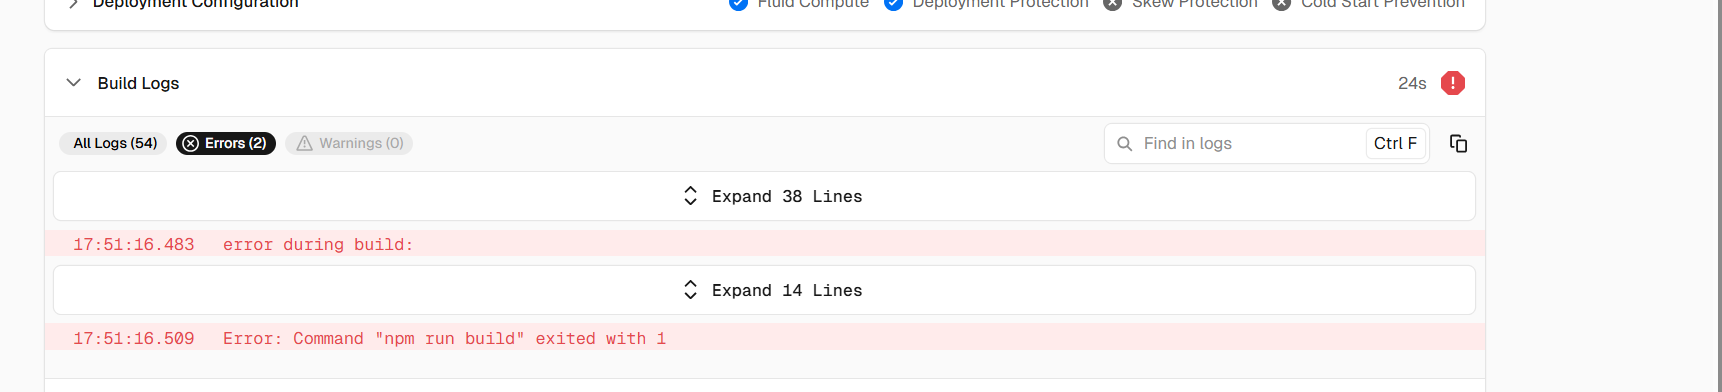 Deployment Configuration
Fluid Compute Deployment Protection Skew Protection Cold Start Prevention
Build Logs
24s
All Logs (54) Errors (2) Warnings (0)
Find in logs Ctrl F
Expand 38 Lines
17:51:16.483 error during build:
Expand 14 Lines
17:51:16.509 Error: Command "npm run build" exited with 1